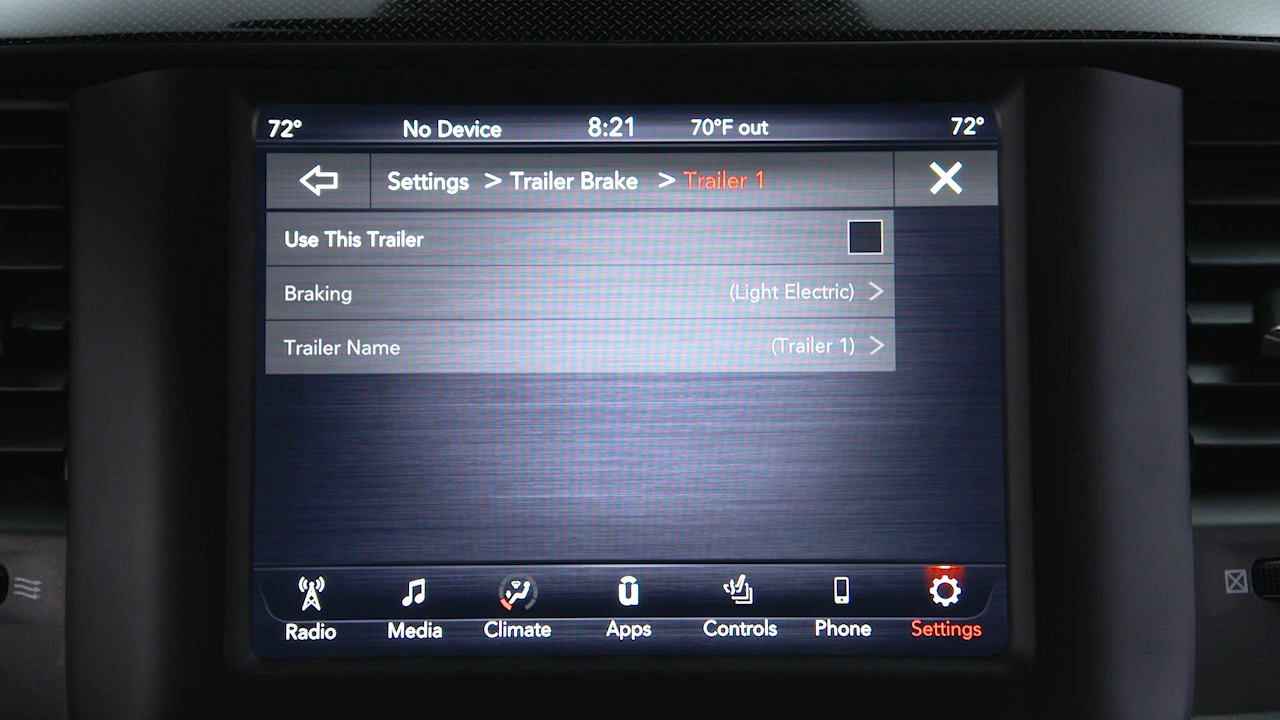 72° No Device 8:21 70°F out 72°
Settings > Trailer Brake > Trailer 1
Use This Trailer
Braking (Light Electric) >
Trailer Name (Trailer 1) >
Radio Media Climate Apps Controls Phone Settings